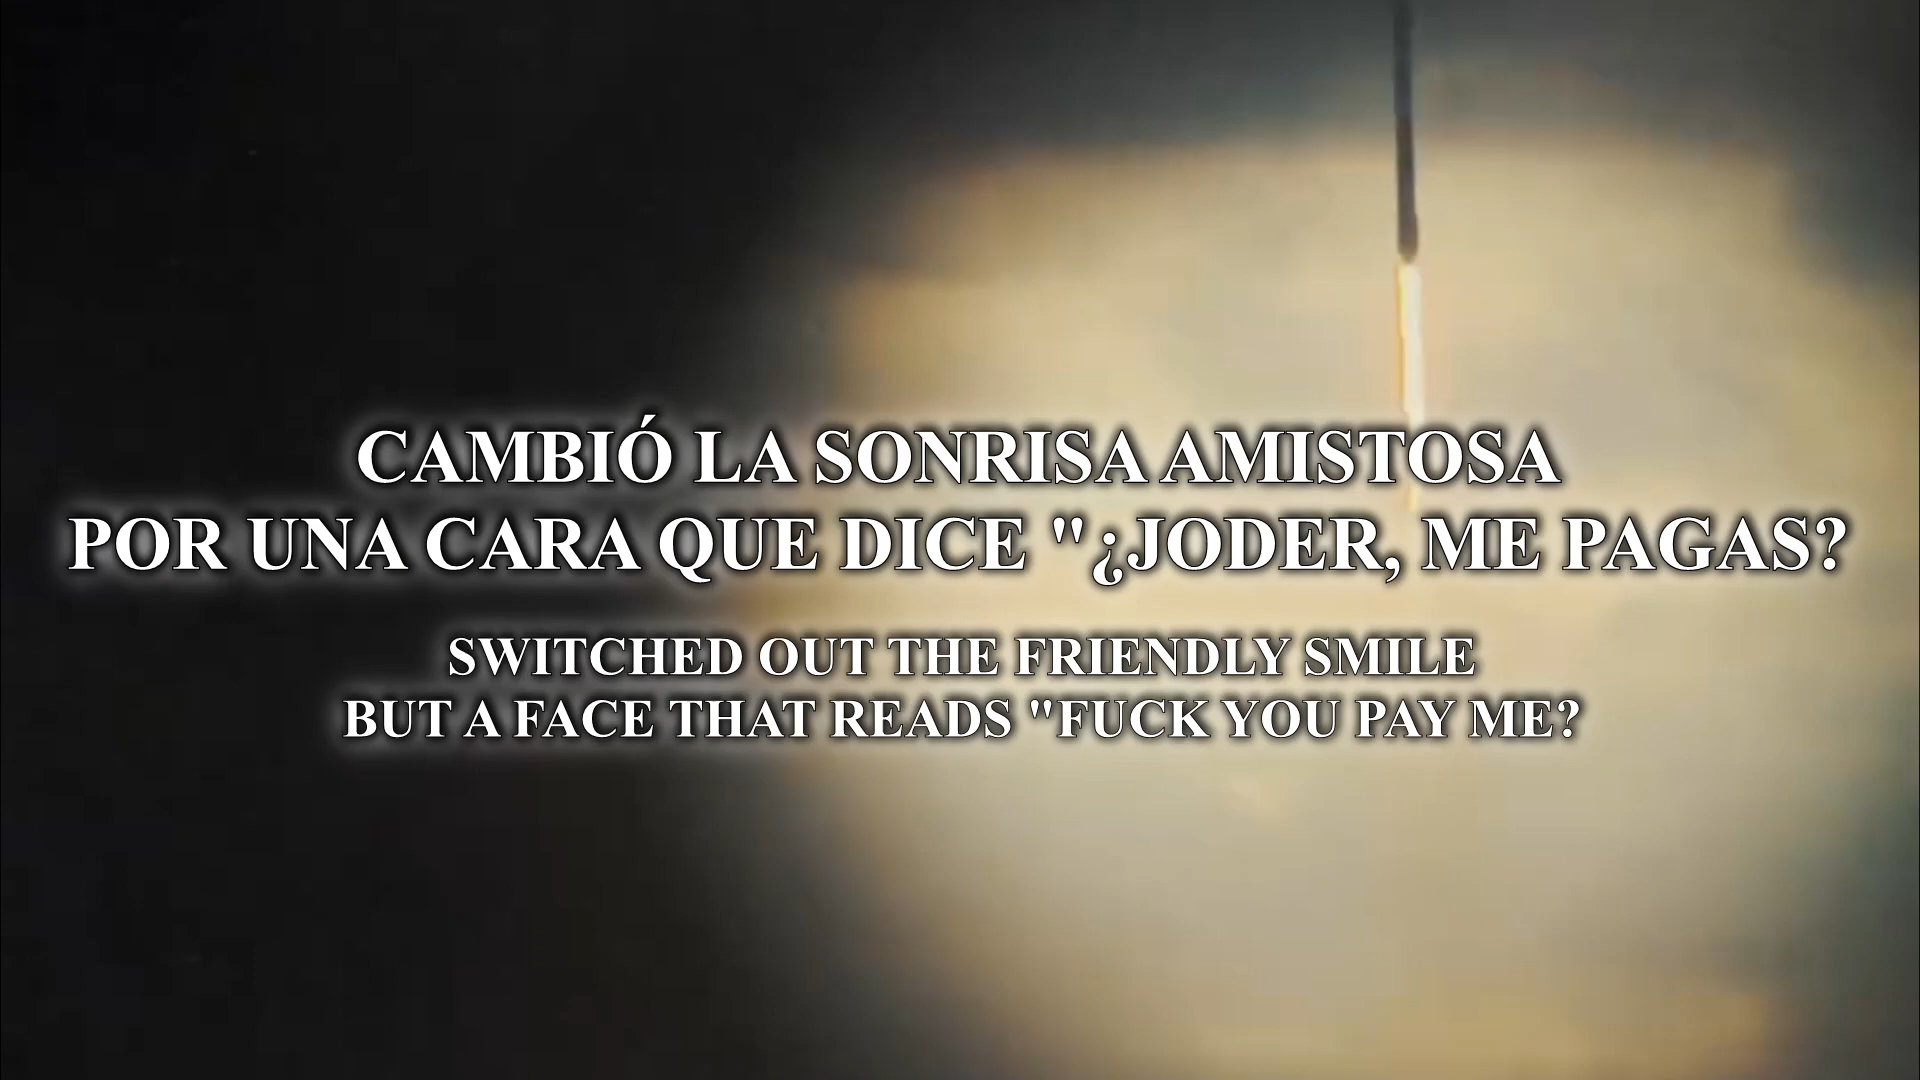 CAMBIÓ LA SONRISA AMISTOSA
POR UNA CARA QUE DICE "¿JODER, ME PAGAS?
SWITCHED OUT THE FRIENDLY SMILE
BUT A FACE THAT READS "FUCK YOU PAY ME?